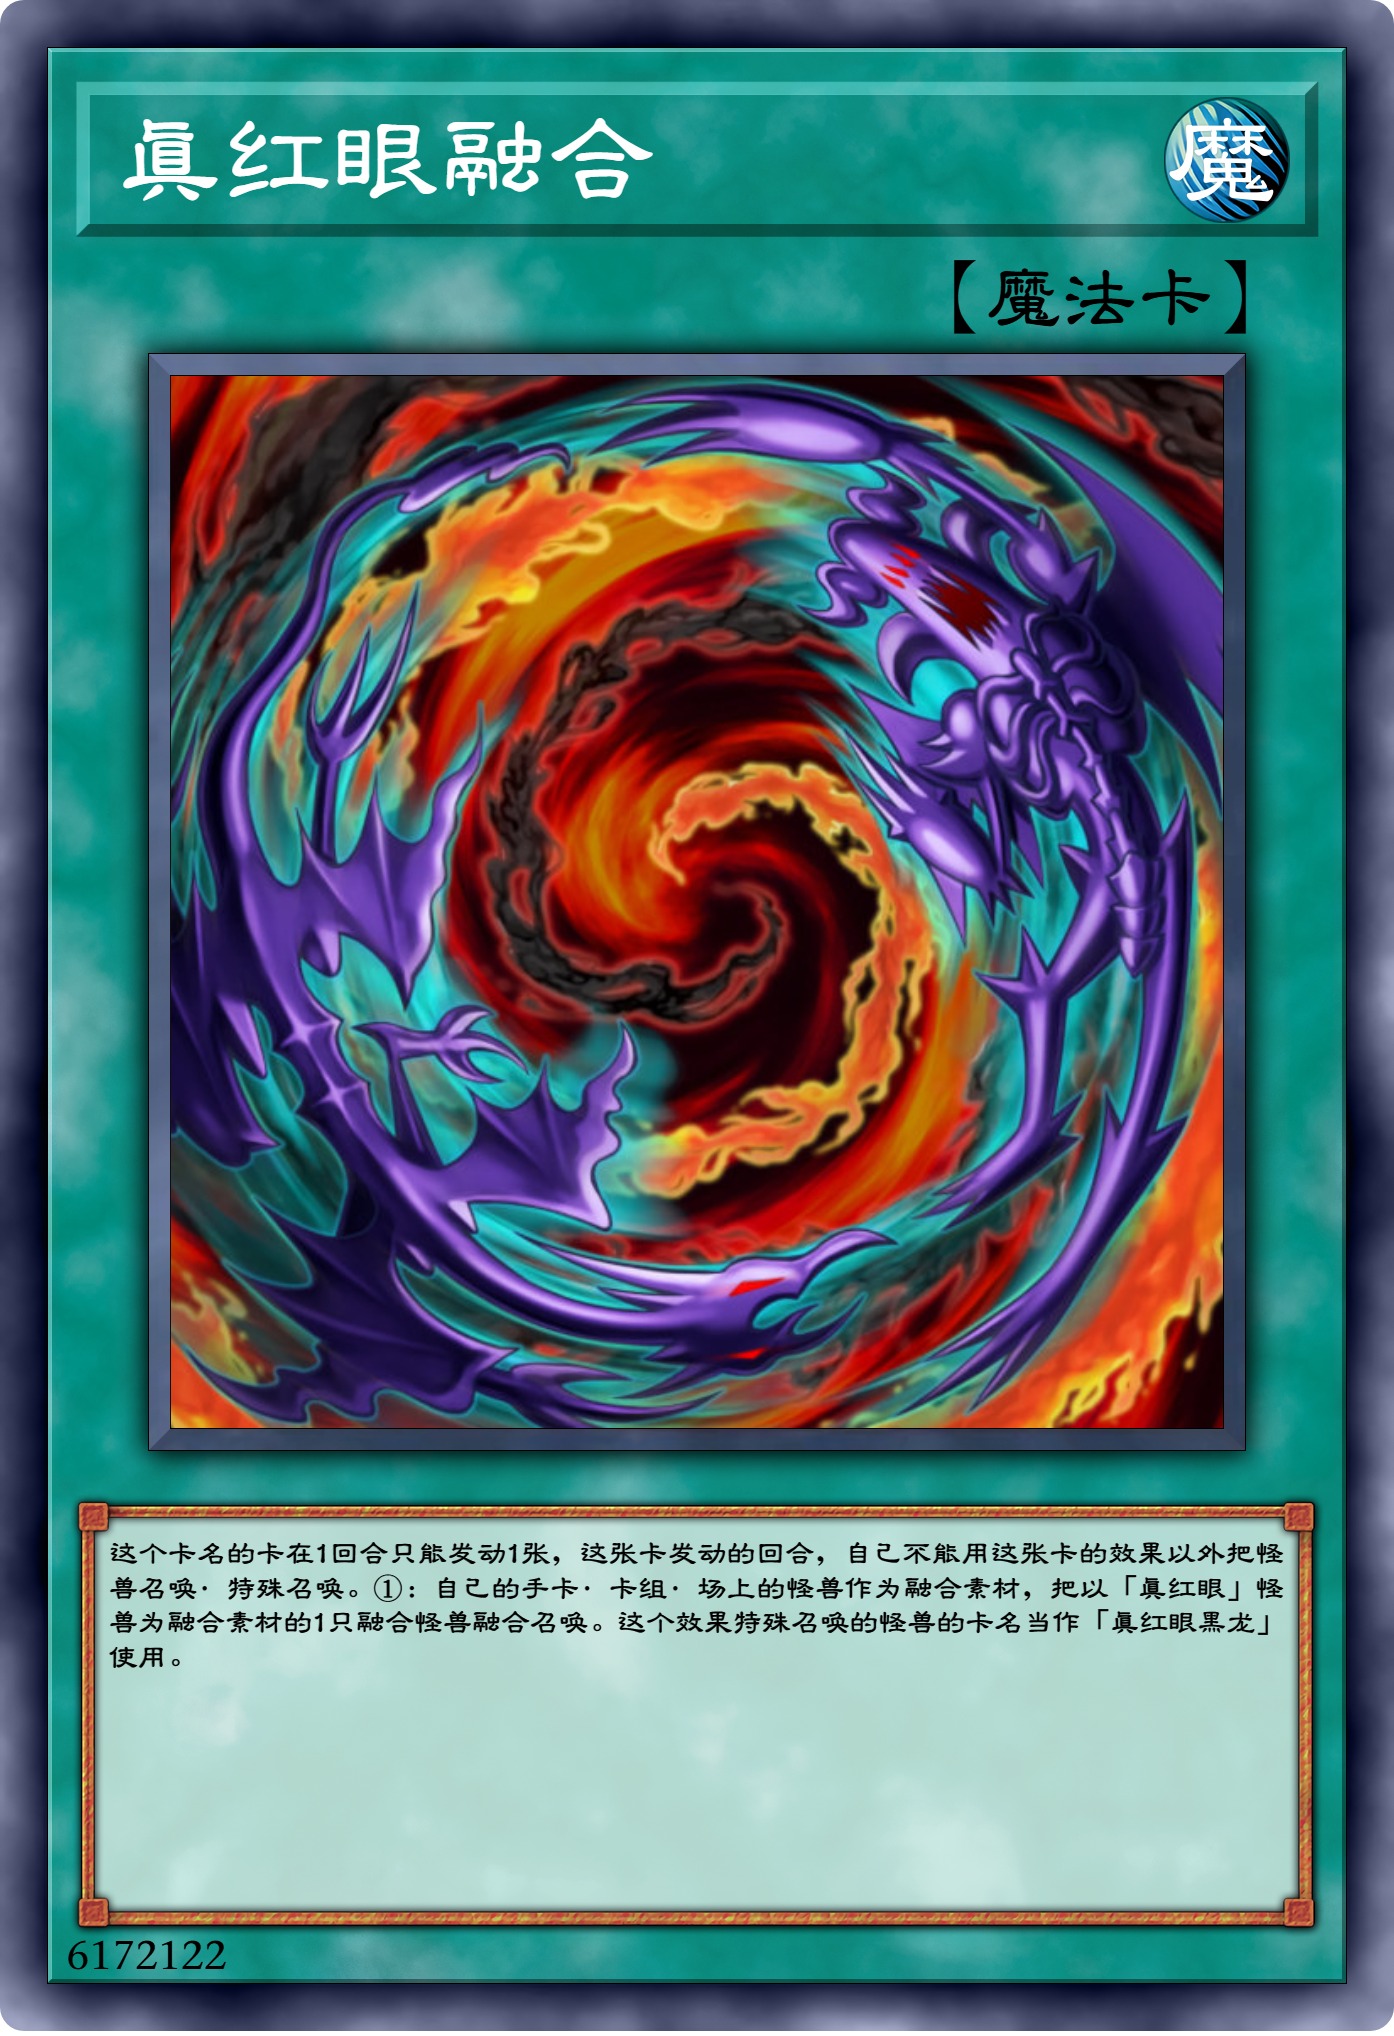 真红眼融合
魔
【魔法卡】
这个卡名的卡在1回合只能发动1张，这张卡发动的回合，自己不能用这张卡的效果以外把怪
兽召唤·特殊召唤。①：自己的手卡·卡组·场上的怪兽作为融合素材，把以「真红眼」怪
兽为融合素材的1只融合怪兽融合召唤。这个效果特殊召唤的怪兽的卡名当作「真红眼黑龙」
使用。
6172122